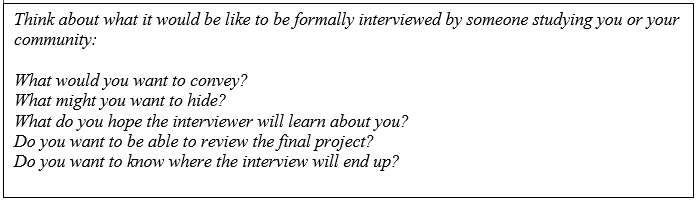 Think about what it would be like to be formally interviewed by someone studying you or your
community:
What would you want to convey?
What might you want to hide?
What do you hope the interviewer will learn about you?
Do you want to be able to review the final project?
Do you want to know where the interview will end up?